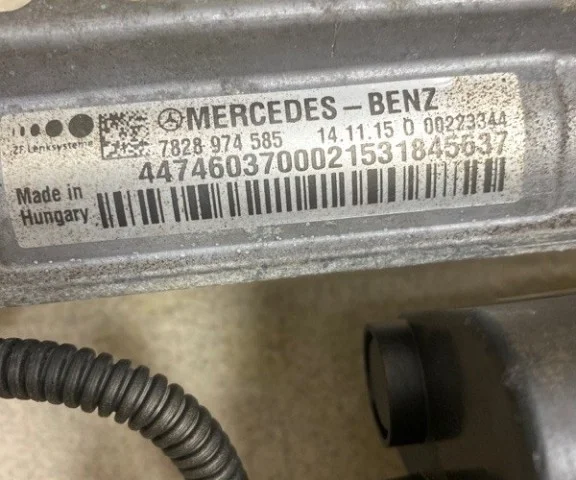 MERCEDES-BENZ
ZF Lenksysteme
7828 974 585 14.11.15 0 00223344
4474603700021531845637
Made in
Hungary